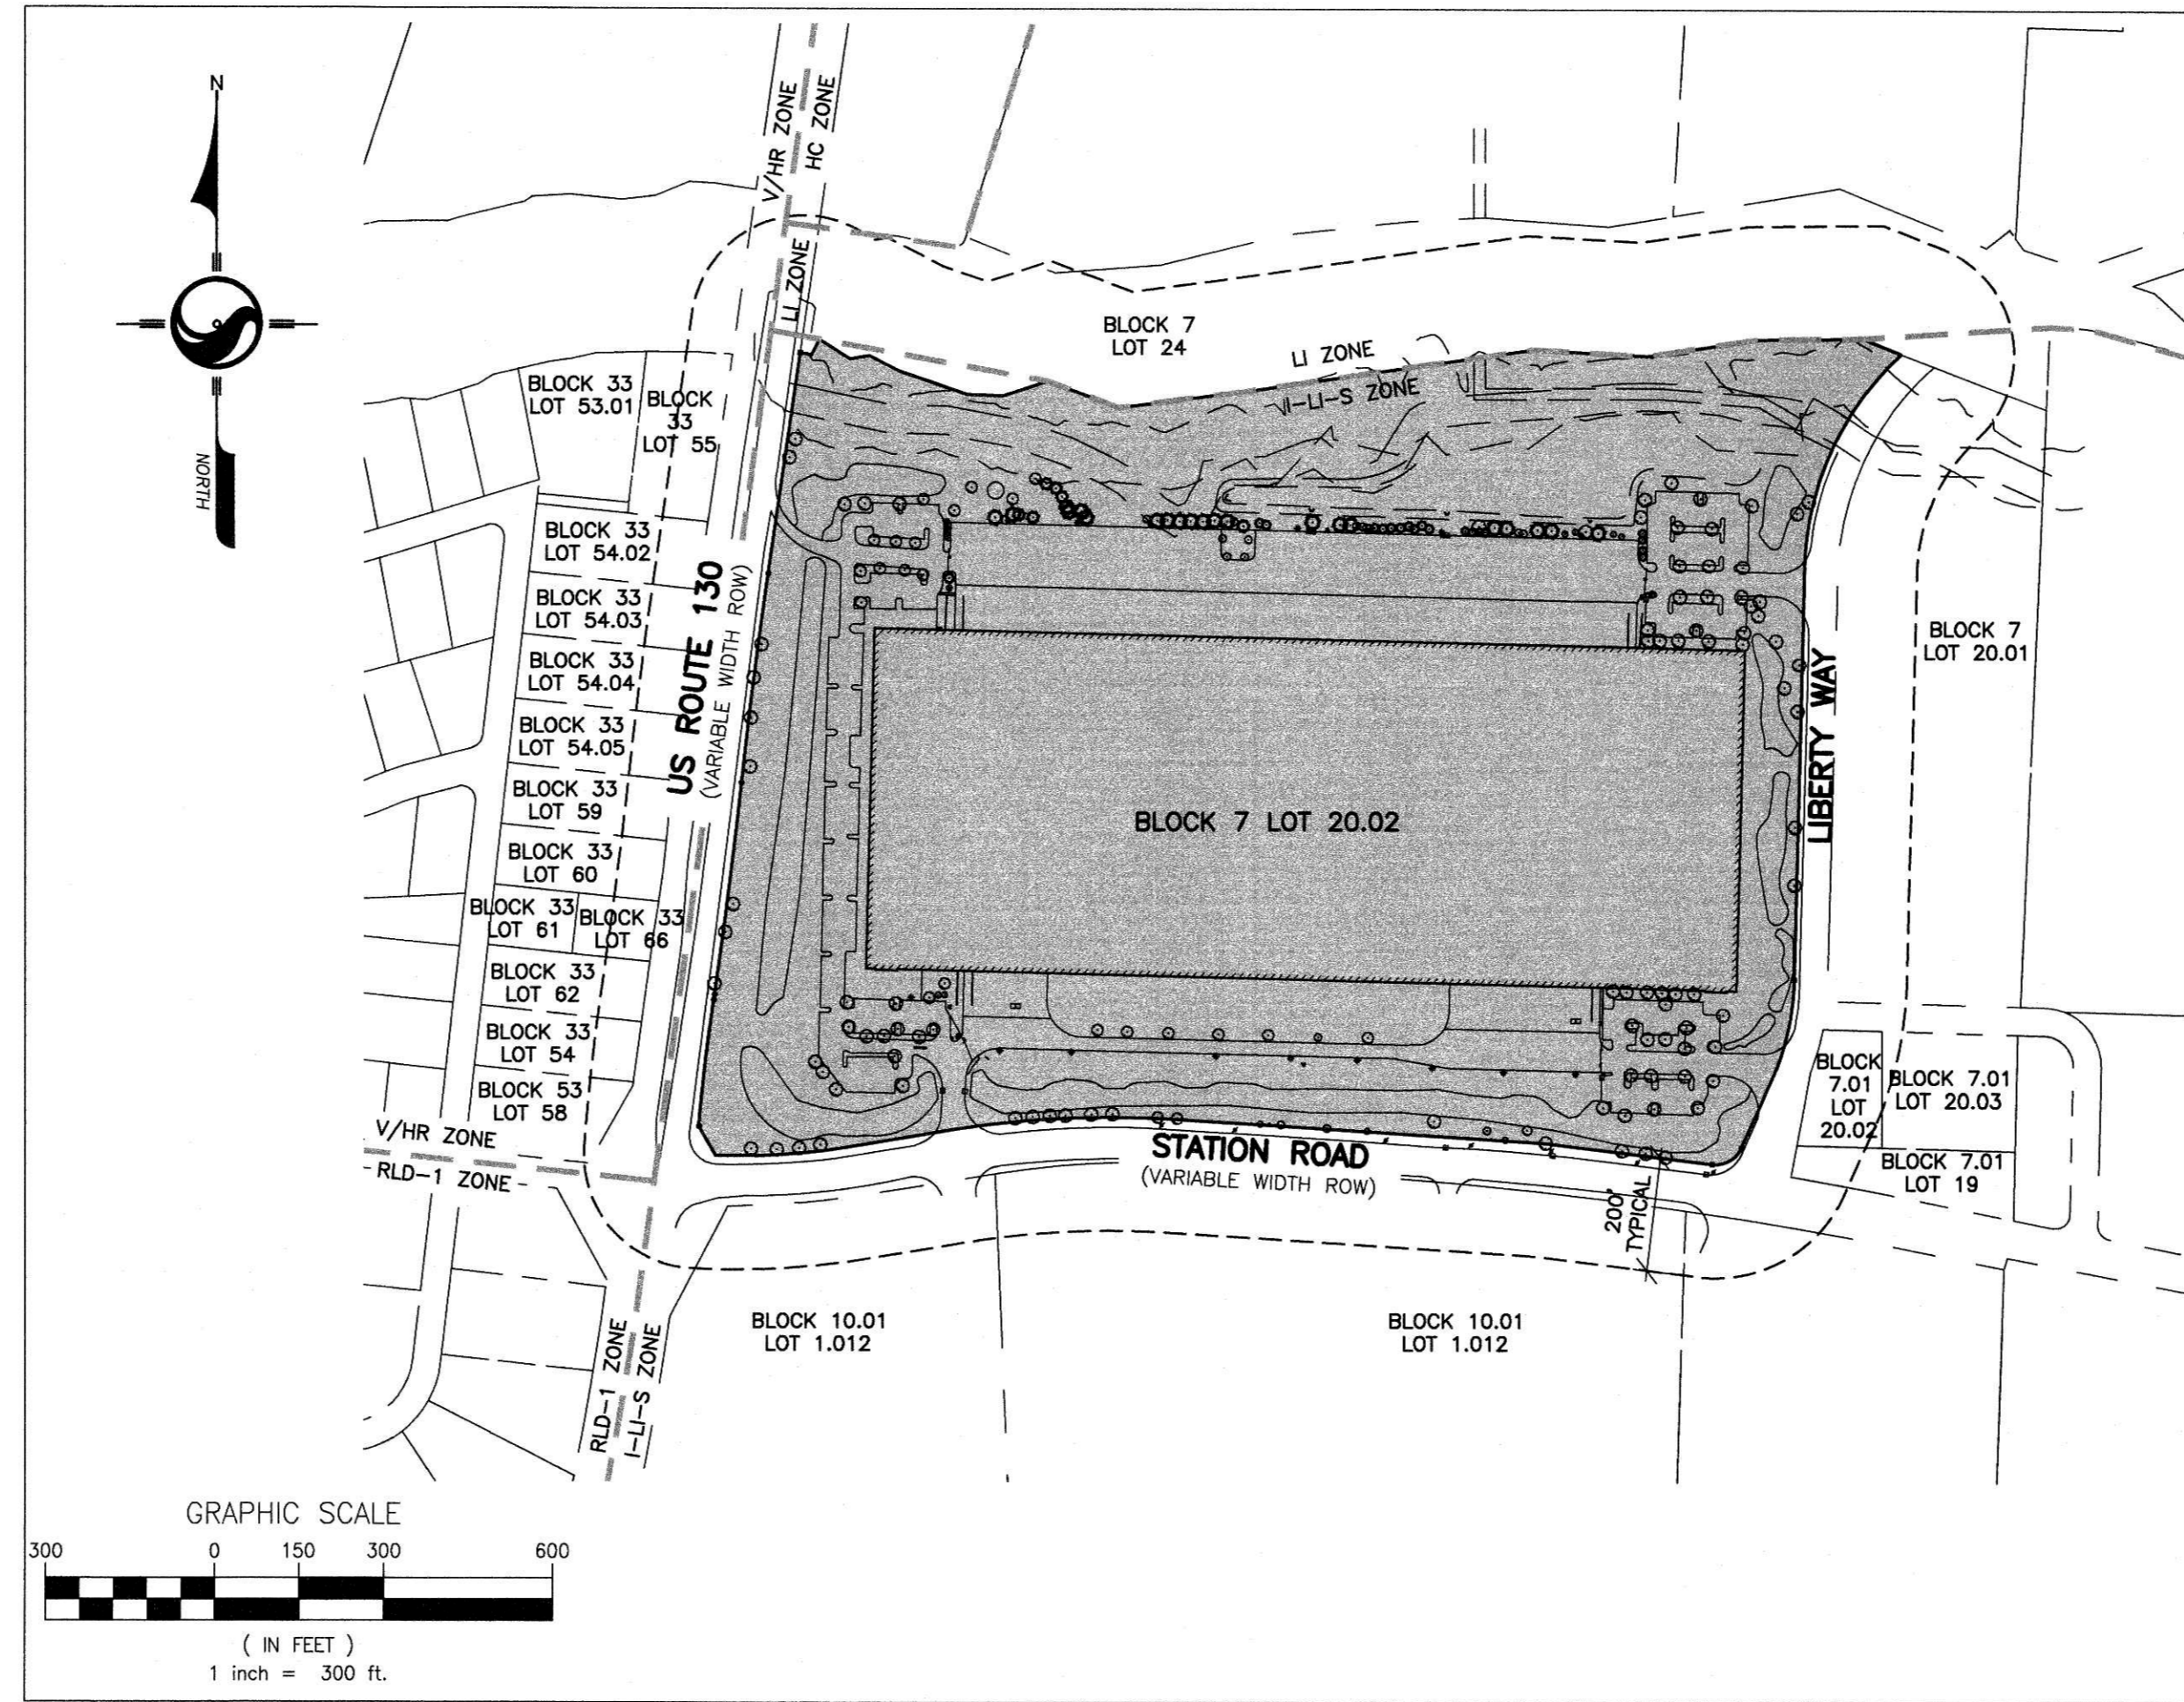 N
NORTH
V/HR ZONE
HC ZONE
LI ZONE
BLOCK 7
LOT 24
LI ZONE
I-LI-S ZONE
BLOCK 33
LOT 53.01
BLOCK
33
LOT 55
BLOCK 33
LOT 54.02
BLOCK 33
LOT 54.03
BLOCK 33
LOT 54.04
BLOCK 33
LOT 54.05
BLOCK 33
LOT 59
BLOCK 33
LOT 60
BLOCK 33
LOT 61
BLOCK 33
LOT 66
BLOCK 33
LOT 62
BLOCK 33
LOT 54
BLOCK 53
LOT 58
US ROUTE 130
(VARIABLE WIDTH ROW)
BLOCK 7 LOT 20.02
LIBERTY WAY
BLOCK 7
LOT 20.01
BLOCK
7.01
LOT
20.02
BLOCK 7.01
LOT 20.03
BLOCK 7.01
LOT 19
V/HR ZONE
RLD-1 ZONE
STATION ROAD
(VARIABLE WIDTH ROW)
200'
TYPICAL
BLOCK 10.01
LOT 1.012
BLOCK 10.01
LOT 1.012
RLD-1 ZONE
I-LI-S ZONE
GRAPHIC SCALE
300 0 150 300 600
( IN FEET )
1 inch = 300 ft.